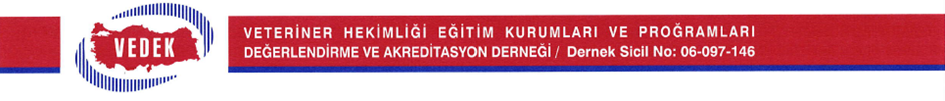 VEDEK
VETERİNER HEKİMLİĞİ EĞİTİM KURUMLARI VE PROĞRAMLARI
DEĞERLENDİRME VE AKREDİTASYON DERNEĞİ / Dernek Sicil No: 06-097-146